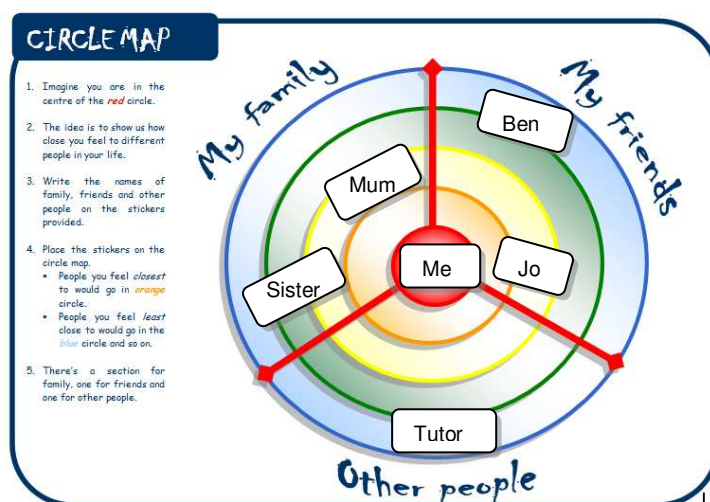 CIRCLE MAP
1. Imagine you are in the
centre of the red circle.
2. The idea is to show us how
close you feel to different
people in your life.
3. Write the names of
family, friends and other
people on the stickers
provided.
4. Place the stickers on the
circle map.
• People you feel closest
to would go in orange
circle.
• People you feel least
close to would go in the
blue circle and so on.
5. There's a section for
family, one for friends and
one for other people.
My family
My friends
Ben
Mum
Me
Jo
Sister
Tutor
Other people